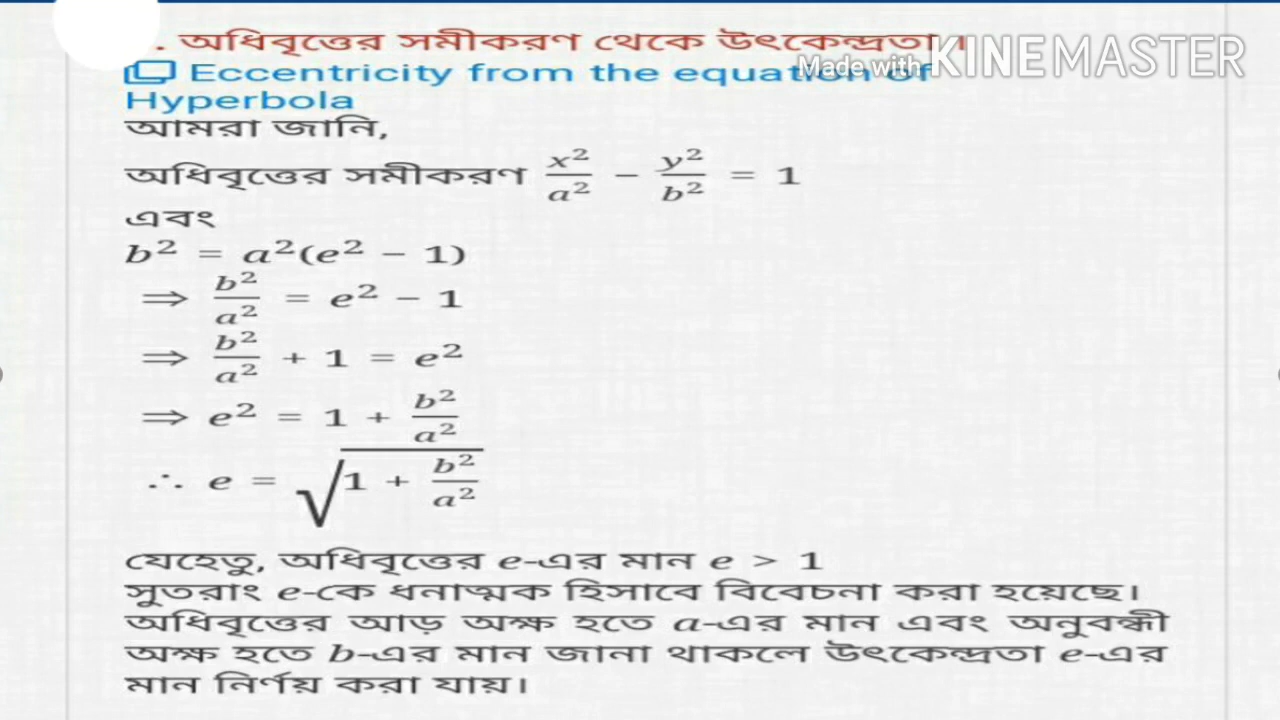 . অধিবৃত্তের সমীকরণ থেকে উৎকেন্দ্রতা।
Made with KINEMASTER
Eccentricity from the equation of
Hyperbola
আমরা জানি,
অধিবৃত্তের সমীকরণ x²/a² − y²/b² = 1
এবং
b² = a²(e² − 1)
⇒ b²/a² = e² − 1
⇒ b²/a² + 1 = e²
⇒ e² = 1 + b²/a²
∴ e = √(1 + b²/a²)
যেহেতু, অধিবৃত্তের e-এর মান e > 1
সুতরাং e-কে ধনাত্মক হিসাবে বিবেচনা করা হয়েছে।
অধিবৃত্তের আড় অক্ষ হতে a-এর মান এবং অনুবন্ধী
অক্ষ হতে b-এর মান জানা থাকলে উৎকেন্দ্রতা e-এর
মান নির্ণয় করা যায়।